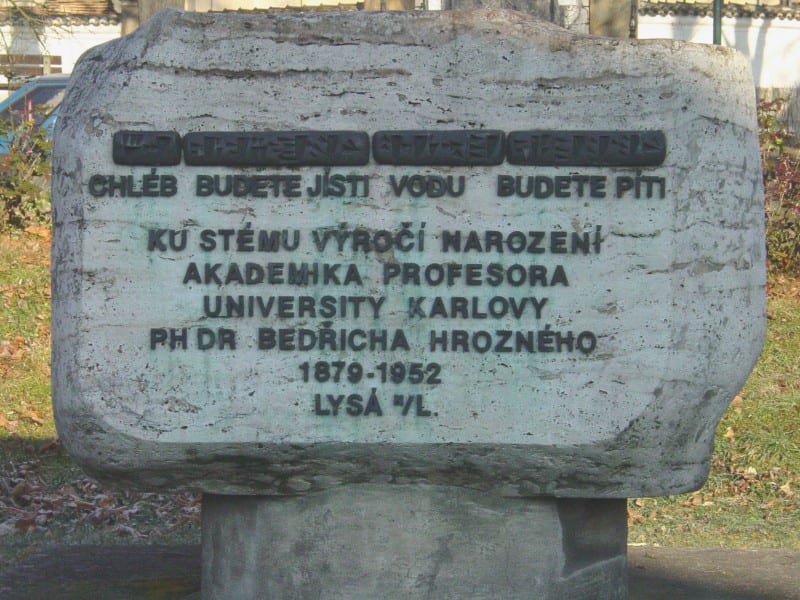 CHLÉB BUDETE JÍSTI VODU BUDETE PÍTI
KU STÉMU VÝROČÍ NAROZENÍ
AKADEMIKA PROFESORA
UNIVERSITY KARLOVY
PH DR BEDŘICHA HROZNÉHO
1879-1952
LYSÁ N/L.